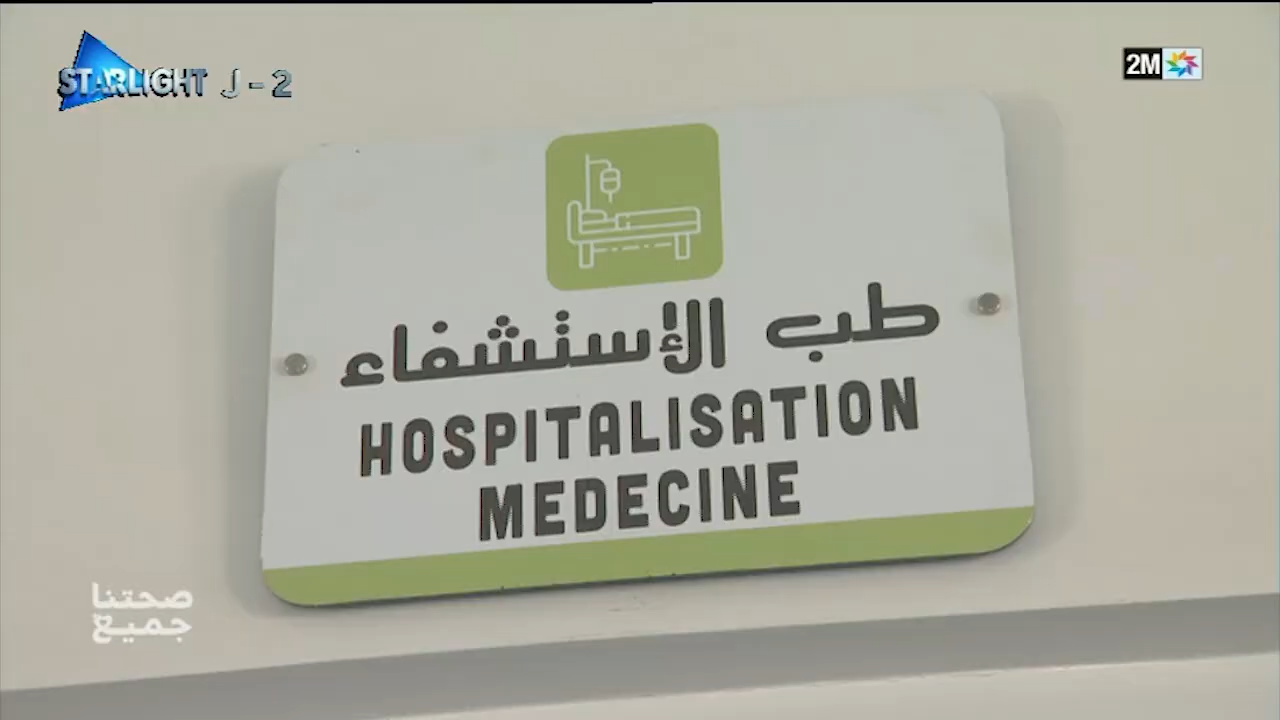 STARLIGHT J-2
2M
طب الإستشفاء
HOSPITALISATION
MEDECINE
صحتنا
جميع